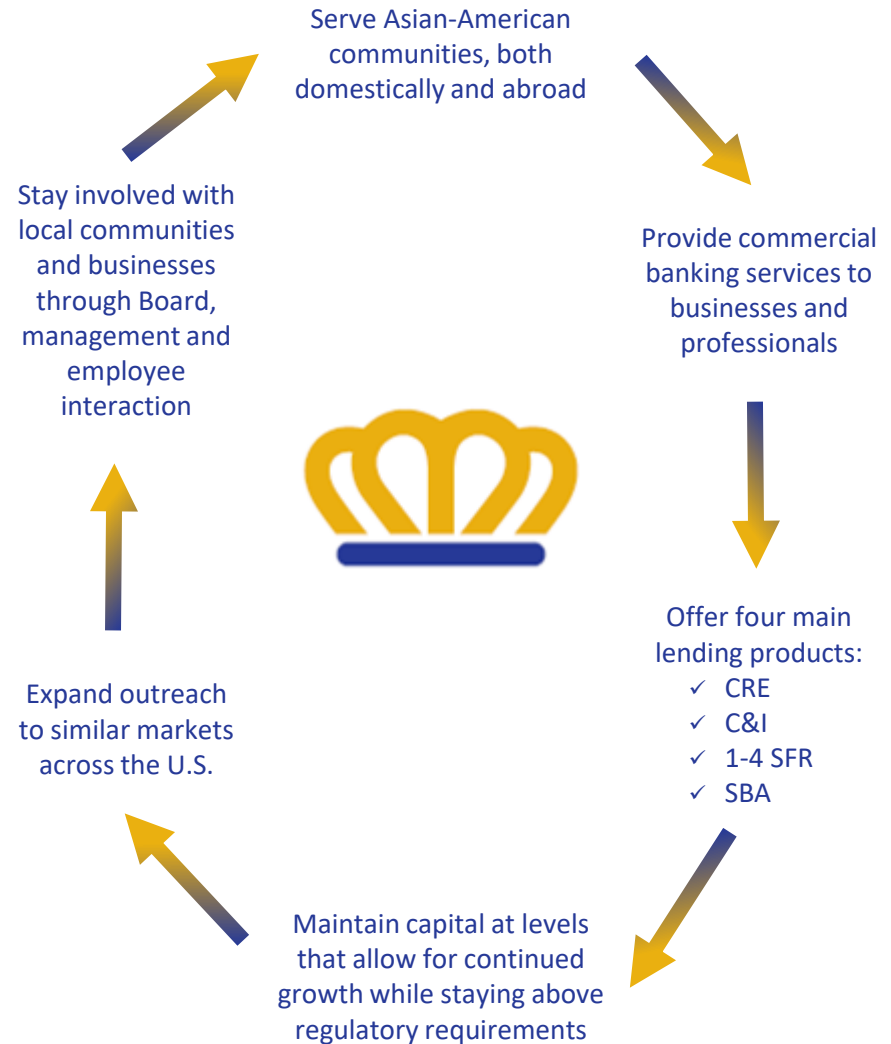 Serve Asian-American
communities, both
domestically and abroad
Provide commercial
banking services to
businesses and
professionals
Offer four main
lending products:
✓ CRE
✓ C&I
✓ 1-4 SFR
✓ SBA
Maintain capital at levels
that allow for continued
growth while staying above
regulatory requirements
Expand outreach
to similar markets
across the U.S.
Stay involved with
local communities
and businesses
through Board,
management and
employee
interaction